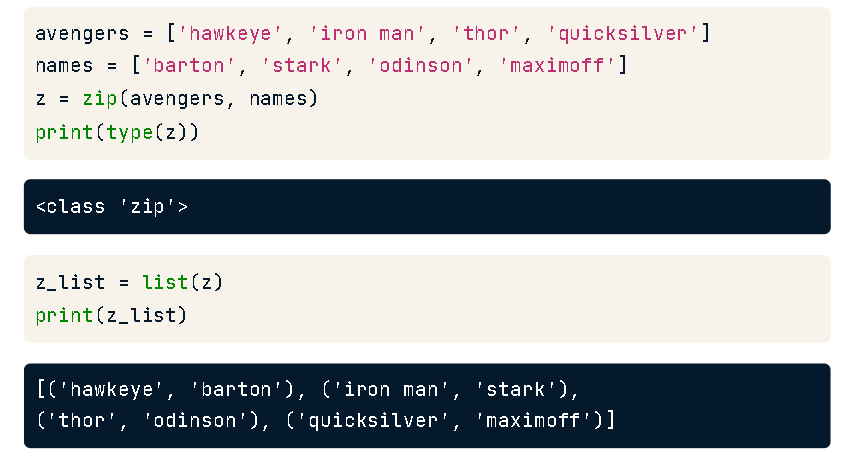 avengers = ['hawkeye', 'iron man', 'thor', 'quicksilver']
names = ['barton', 'stark', 'odinson', 'maximoff']
z = zip(avengers, names)
print(type(z))
<class 'zip'>
z_list = list(z)
print(z_list)
[('hawkeye', 'barton'), ('iron man', 'stark'),
('thor', 'odinson'), ('quicksilver', 'maximoff')]